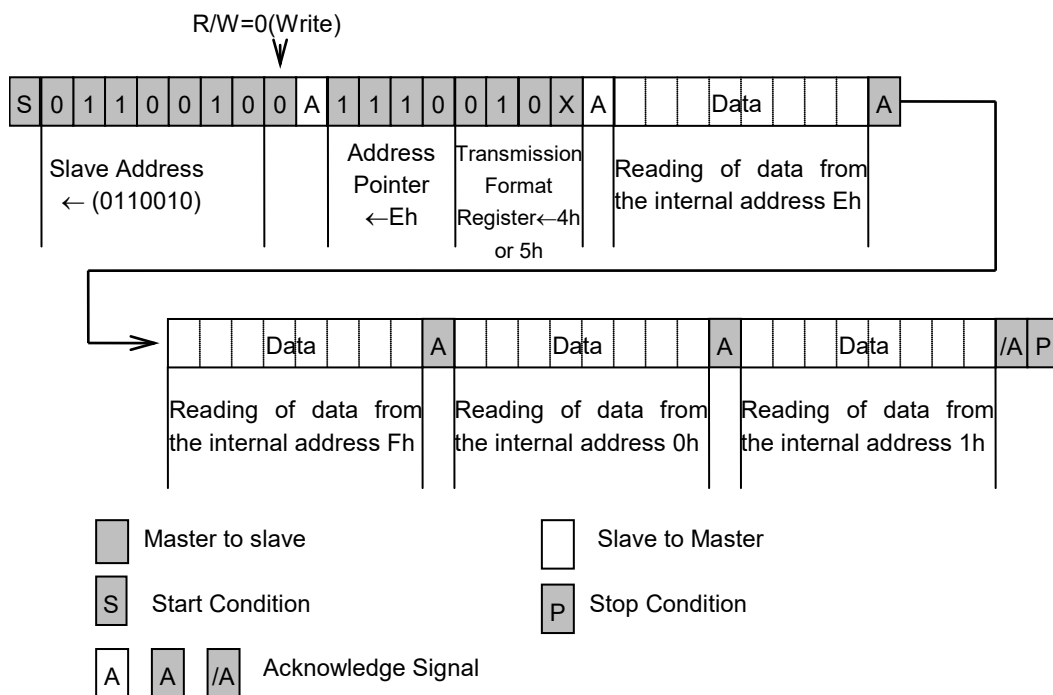 R/W=0(Write)
S 0 1 1 0 0 1 0 0 A 1 1 1 0 0 1 0 X A Data A
Slave Address
← (0110010)
Address
Pointer
←Eh
Transmission
Format
Register←4h
or 5h
Reading of data from
the internal address Eh
Data A Data A Data /A P
Reading of data from
the internal address Fh
Reading of data from
the internal address 0h
Reading of data from
the internal address 1h
Master to slave
Slave to Master
S Start Condition
P Stop Condition
A A /A Acknowledge Signal